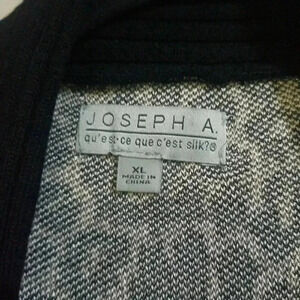 JOSEPH A.
qu'est-ce que c'est silk?®
XL
MADE IN
CHINA